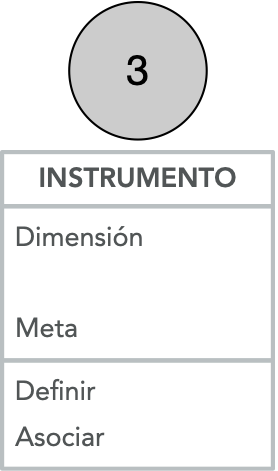 3
INSTRUMENTO
Dimensión
Meta
Definir
Asociar